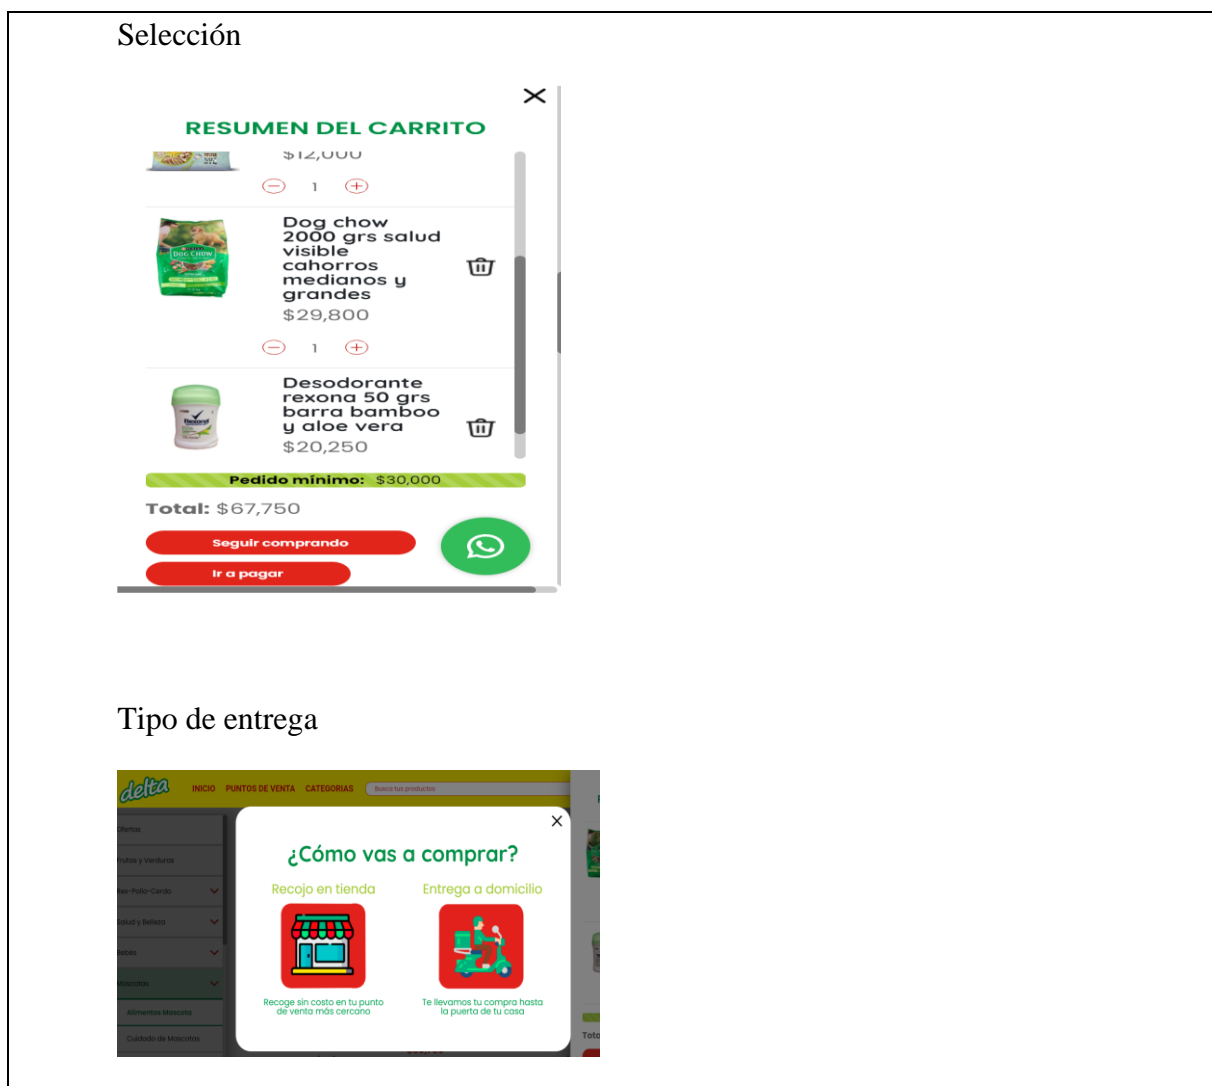 Selección
RESUMEN DEL CARRITO
$12,000
1
Dog chow
2000 grs salud
visible
cahorros
medianos y
grandes
$29,800
1
DOG CHOW
Desodorante
rexona 50 grs
barra bamboo
y aloe vera
$20,250
Rexona
Pedido mínimo: $30,000
Total: $67,750
Seguir comprando
Ir a pagar
Tipo de entrega
delta INICIO PUNTOS DE VENTA CATEGORIAS Busca tus productos
Ofertas
Frutas y Verduras
Res-Pollo-Cerdo
Salud y Belleza
Bebes
Mascotas
Alimentos Mascota
Cuidado de Mascotas
¿Cómo vas a comprar?
Recojo en tienda
Entrega a domicilio
Recoge sin costo en tu punto
de venta más cercano
Te llevamos tu compra hasta
la puerta de tu casa